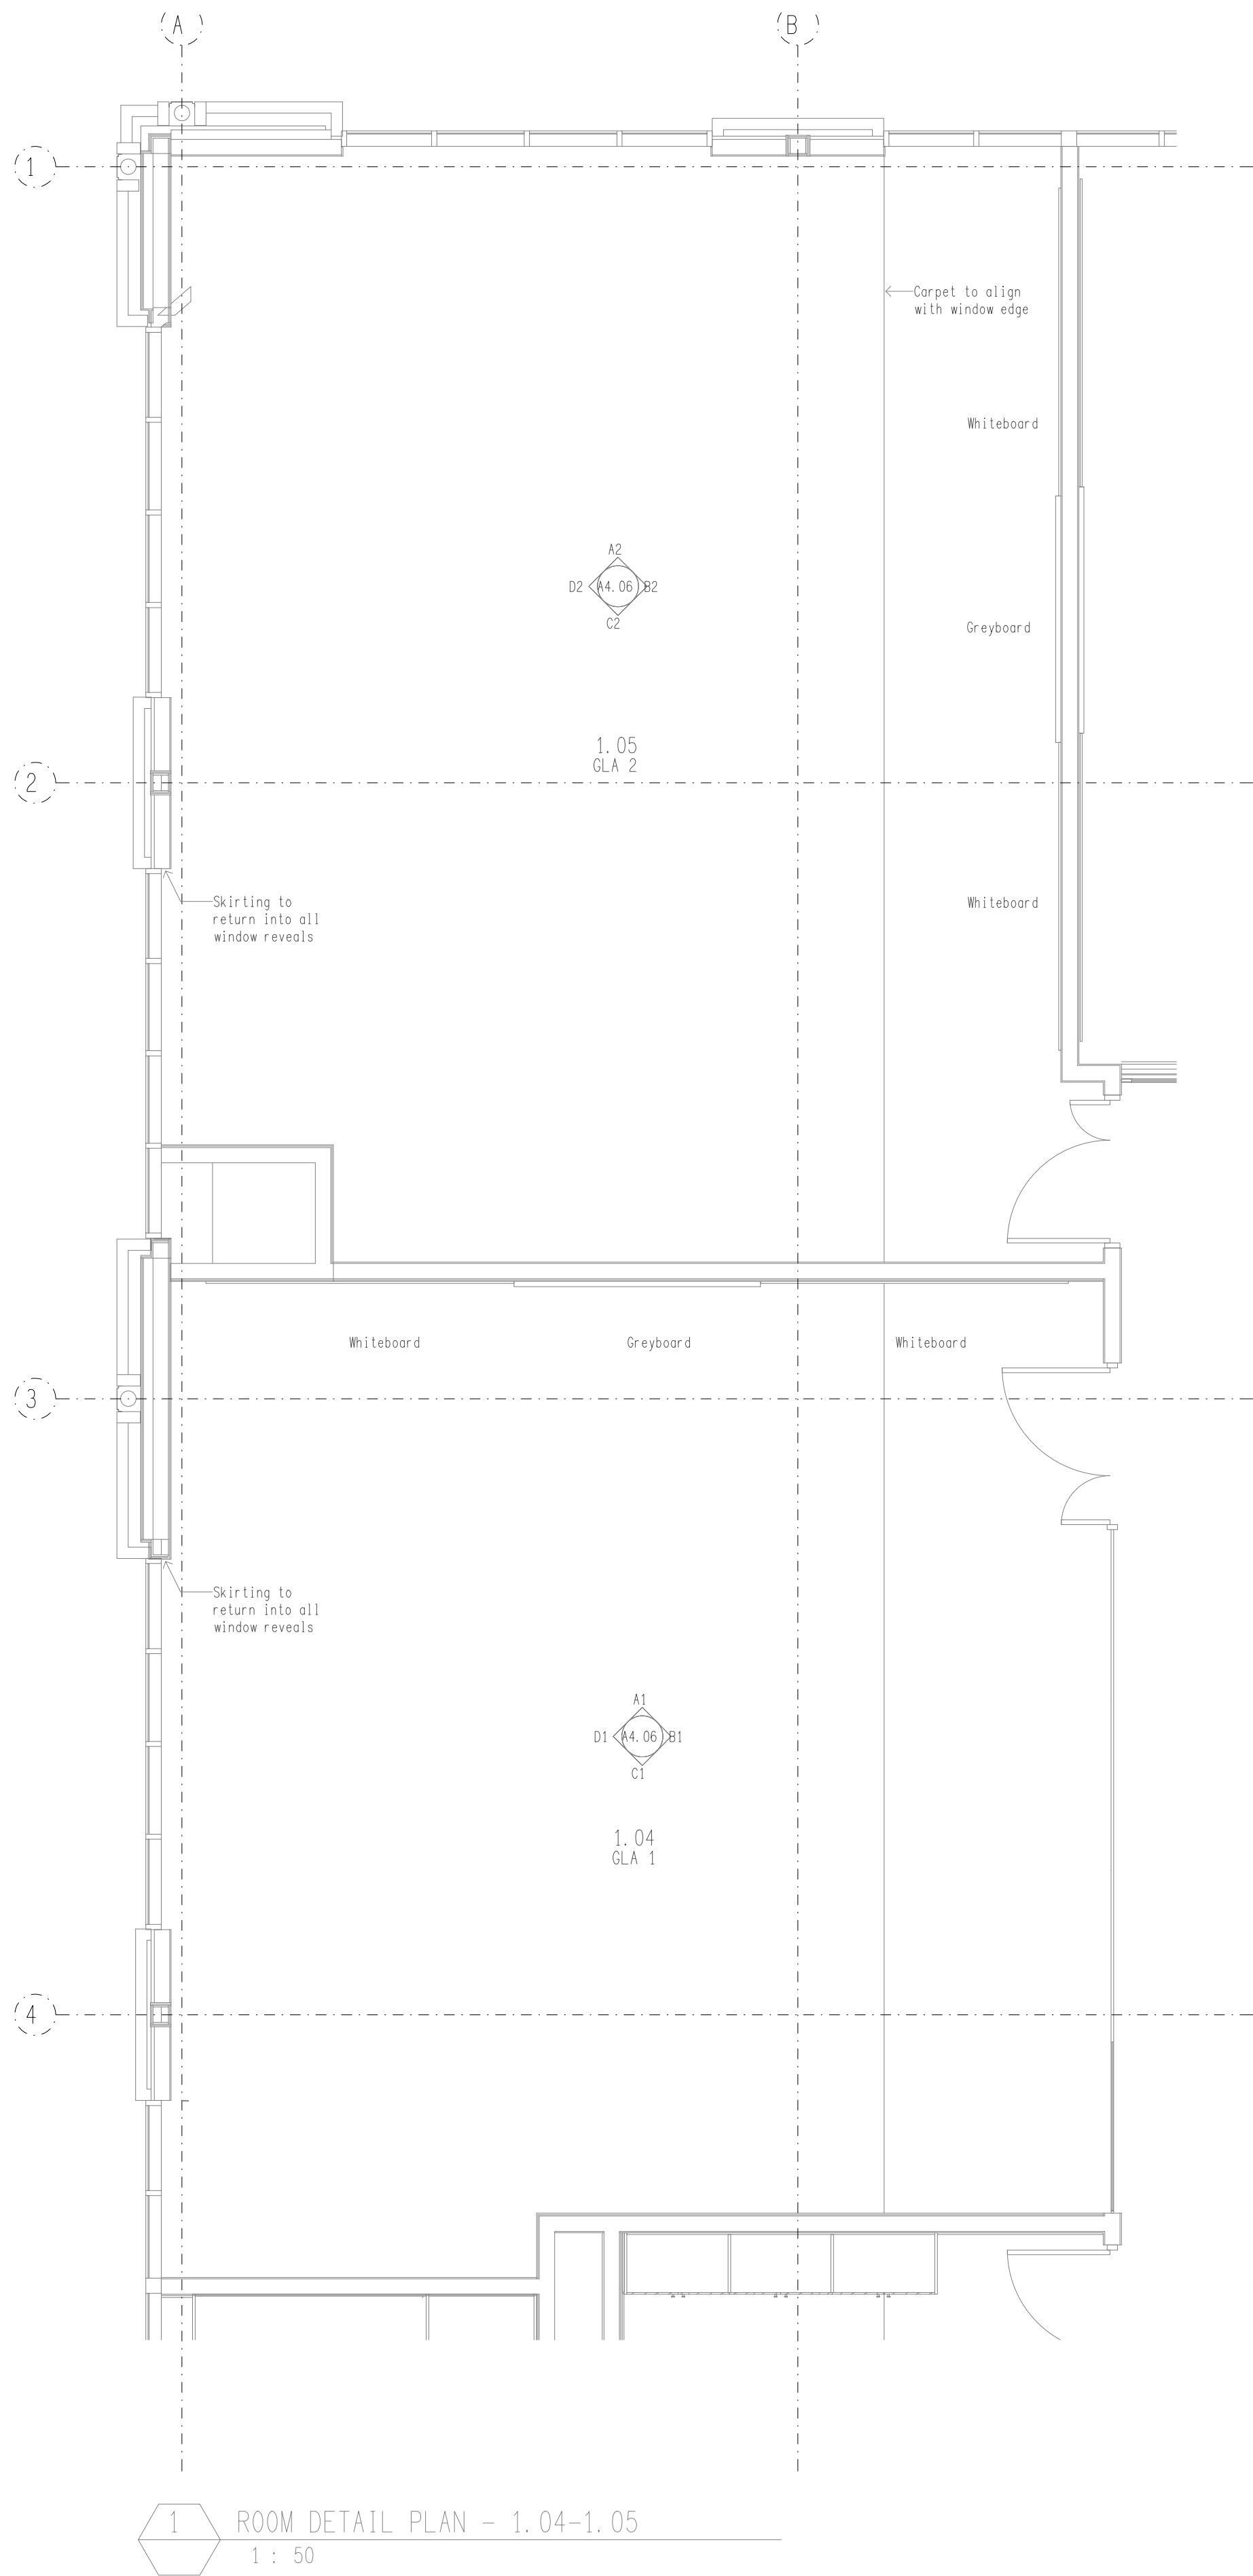 A
B
1
Carpet to align
with window edge
Whiteboard
A2
D2 A4.06 B2
C2
Greyboard
1.05
GLA 2
2
Skirting to
return into all
window reveals
Whiteboard
Whiteboard
Greyboard
Whiteboard
3
Skirting to
return into all
window reveals
A1
D1 A4.06 B1
C1
1.04
GLA 1
4
1
ROOM DETAIL PLAN - 1.04-1.05
1 : 50